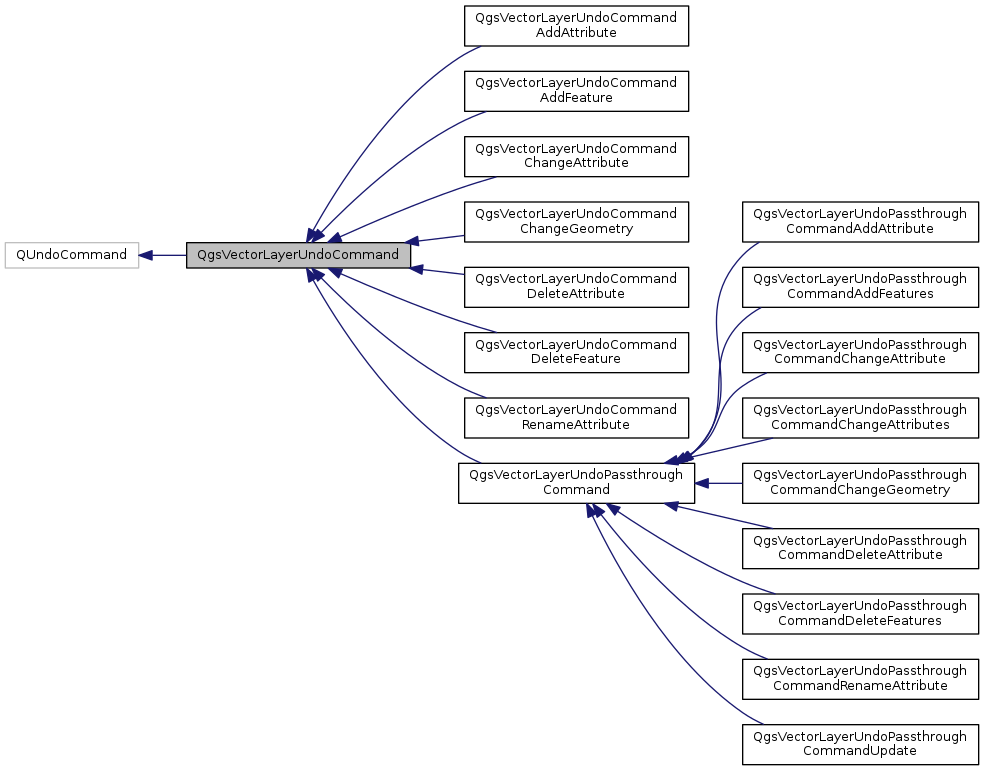 QUndoCommand
QgsVectorLayerUndoCommand
QgsVectorLayerUndoCommand
AddAttribute
QgsVectorLayerUndoCommand
AddFeature
QgsVectorLayerUndoCommand
ChangeAttribute
QgsVectorLayerUndoCommand
ChangeGeometry
QgsVectorLayerUndoCommand
DeleteAttribute
QgsVectorLayerUndoCommand
DeleteFeature
QgsVectorLayerUndoCommand
RenameAttribute
QgsVectorLayerUndoPassthrough
Command
QgsVectorLayerUndoPassthrough
CommandAddAttribute
QgsVectorLayerUndoPassthrough
CommandAddFeatures
QgsVectorLayerUndoPassthrough
CommandChangeAttribute
QgsVectorLayerUndoPassthrough
CommandChangeAttributes
QgsVectorLayerUndoPassthrough
CommandChangeGeometry
QgsVectorLayerUndoPassthrough
CommandDeleteAttribute
QgsVectorLayerUndoPassthrough
CommandDeleteFeatures
QgsVectorLayerUndoPassthrough
CommandRenameAttribute
QgsVectorLayerUndoPassthrough
CommandUpdate